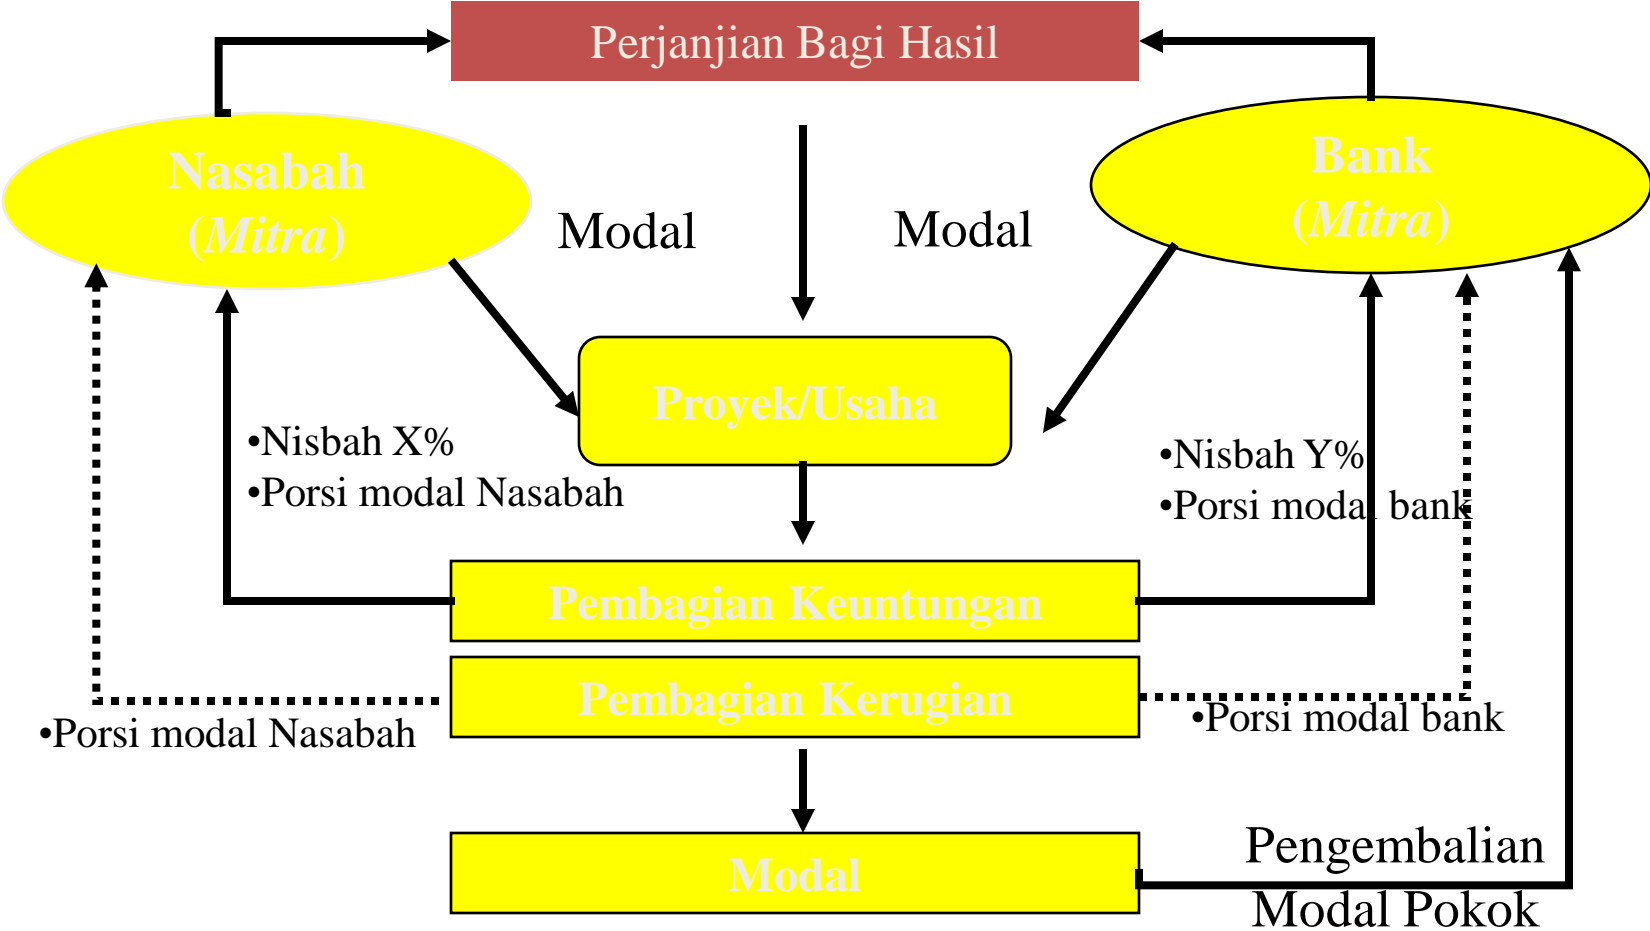 Perjanjian Bagi Hasil
Nasabah
(Mitra)
Bank
(Mitra)
Modal
Modal
Proyek/Usaha
•Nisbah X%
•Porsi modal Nasabah
•Nisbah Y%
•Porsi modal bank
Pembagian Keuntungan
Pembagian Kerugian
•Porsi modal Nasabah
•Porsi modal bank
Modal
Pengembalian
Modal Pokok